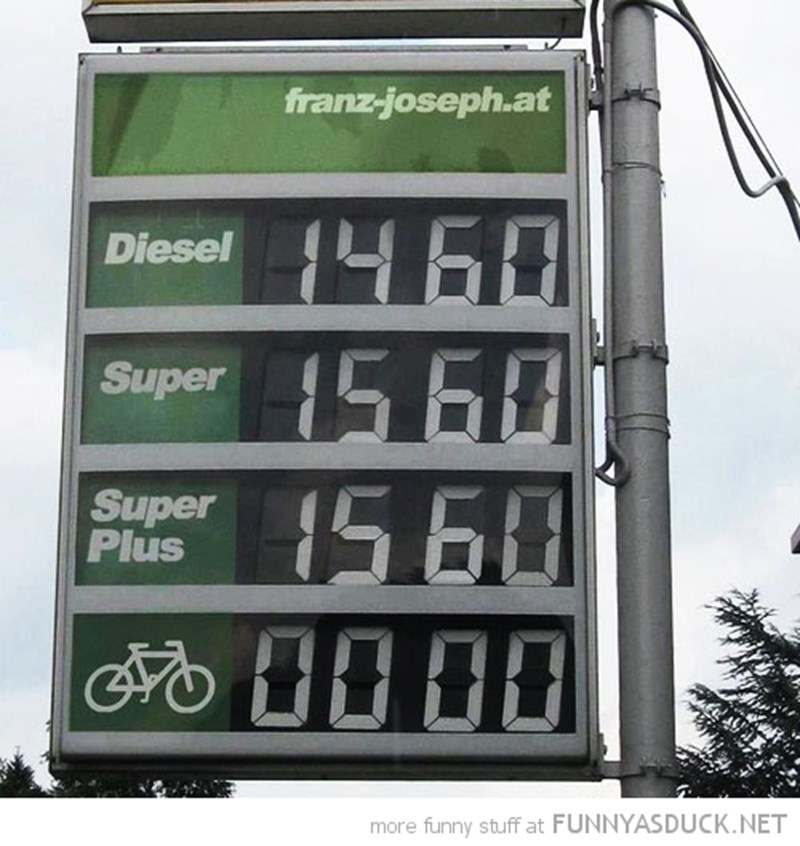 franz-joseph.at
Diesel 1460
Super 1560
Super Plus 1560
0000
more funny stuff at FUNNYASDUCK.NET